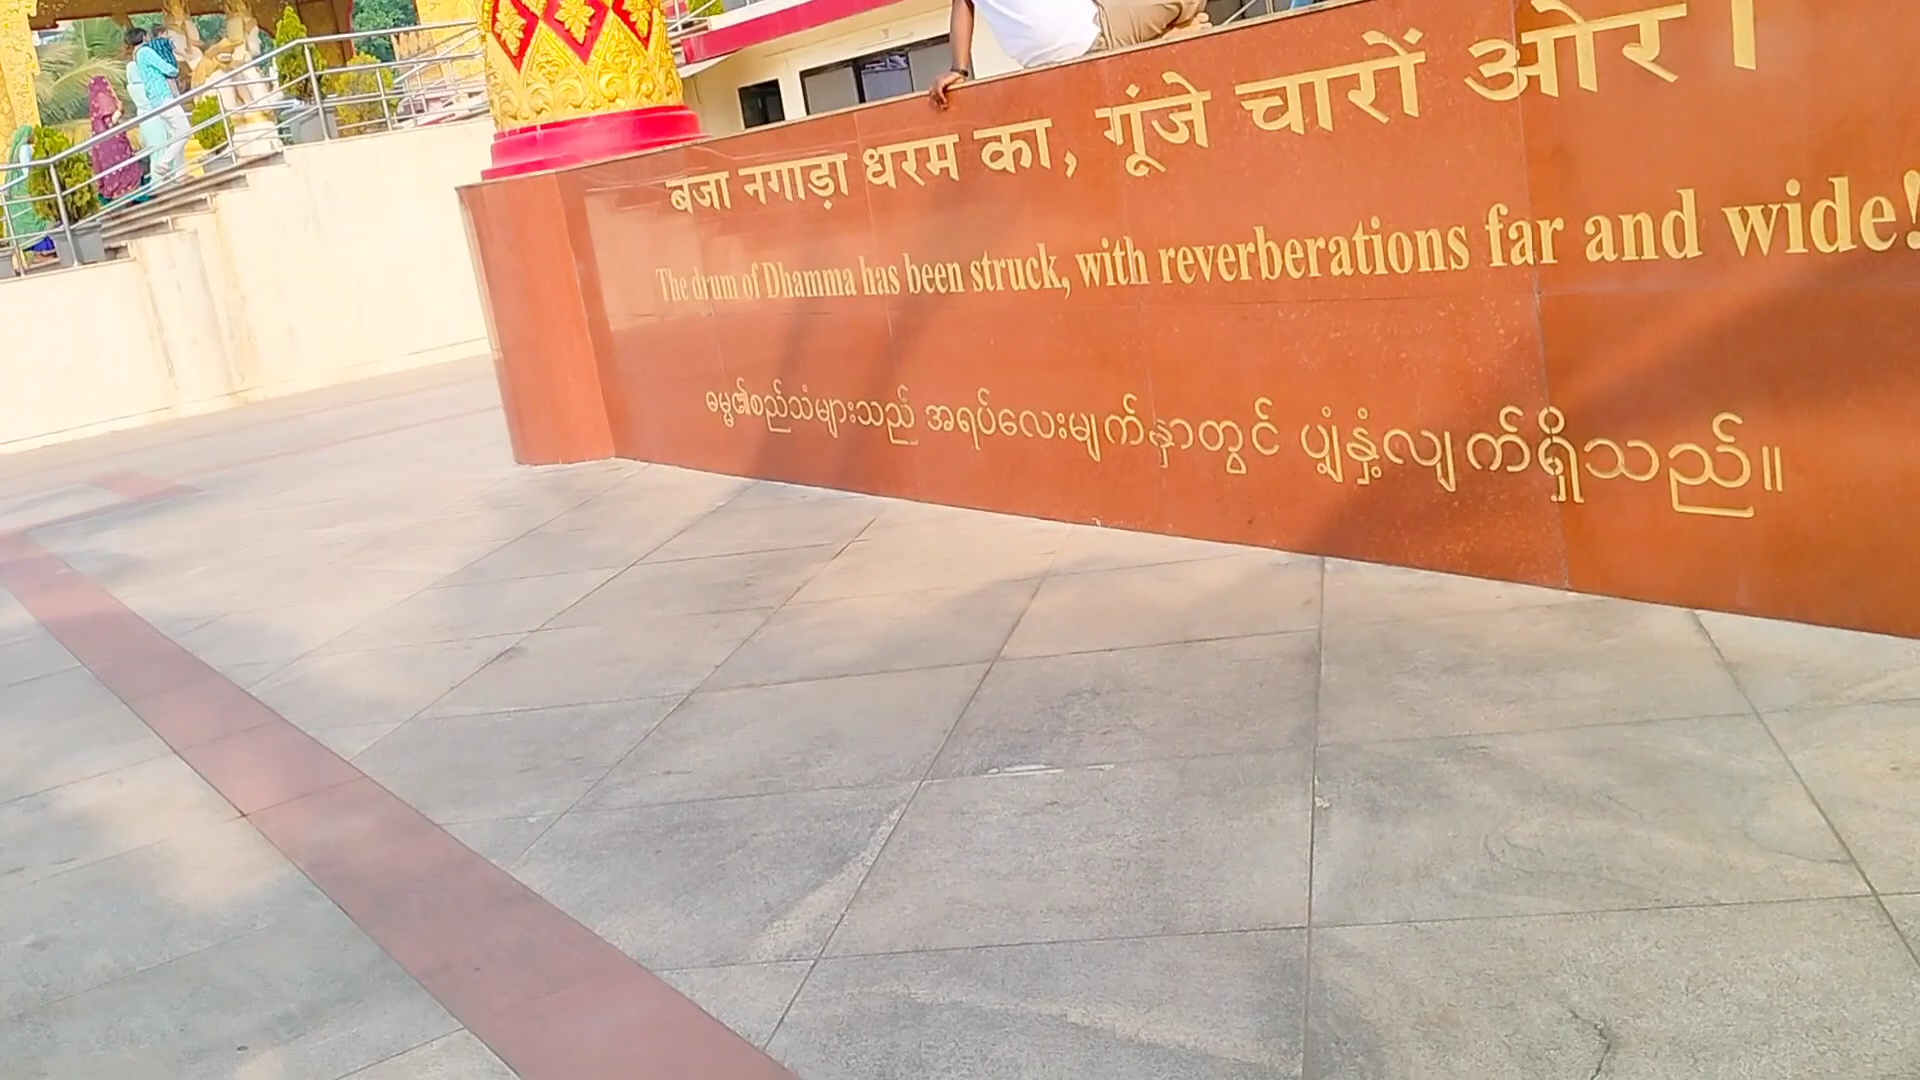 बजा नगाड़ा धरम का, गूंजे चारों ओर।
The drum of Dhamma has been struck, with reverberations far and wide!
ဓမ္မ၏စည်သံများသည် အရပ်လေးမျက်နှာတွင် ပျံ့နှံ့လျက်ရှိသည်။